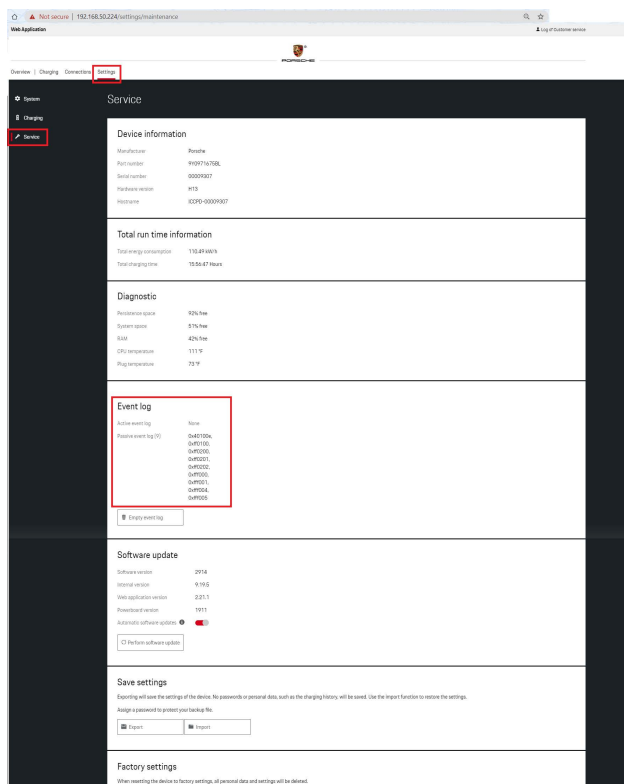 Not secure | 192.168.50.224/settings/maintenance
Web Application
Log of Customer service
PORSCHE
Overview | Charging Connections Settings
System
Charging
Service
Service
Device information
Manufacturer Porsche
Part number 9Y0971675BL
Serial number 00009307
Hardware version H13
Hostname ICCPD-00009307
Total run time information
Total energy consumption 110.49 kWh
Total charging time 15:56:47 Hours
Diagnostic
Persistence space 92% free
System space 51% free
RAM 42% free
CPU temperature 111 °F
Plug temperature 73 °F
Event log
Active event log None
Passive event log (9) 0x40100e,
0xff0100,
0xff0200,
0xff0201,
0xff0202,
0xfff000,
0xfff001,
0xfff004,
0xfff005
Empty event log
Software update
Software version 2914
Internal version 9.19.5
Web application version 2.21.1
Powerboard version 1911
Automatic software updates
Perform software update
Save settings
Exporting will save the settings of the device. No passwords or personal data, such as the charging history, will be saved. Use the import function to restore the settings.
Assign a password to protect your backup file.
Export Import
Factory settings
When resetting the device to factory settings, all personal data and settings will be deleted.